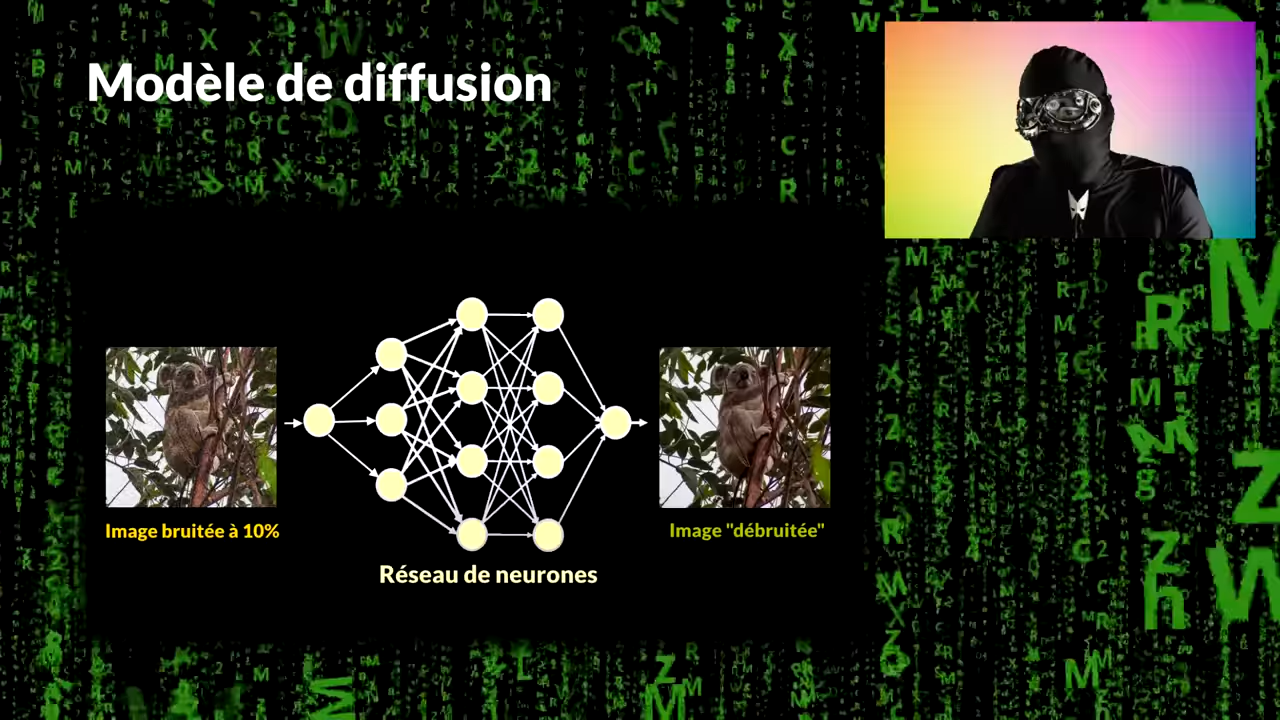 Modèle de diffusion
Image bruitée à 10%
Image "débruitée"
Réseau de neurones